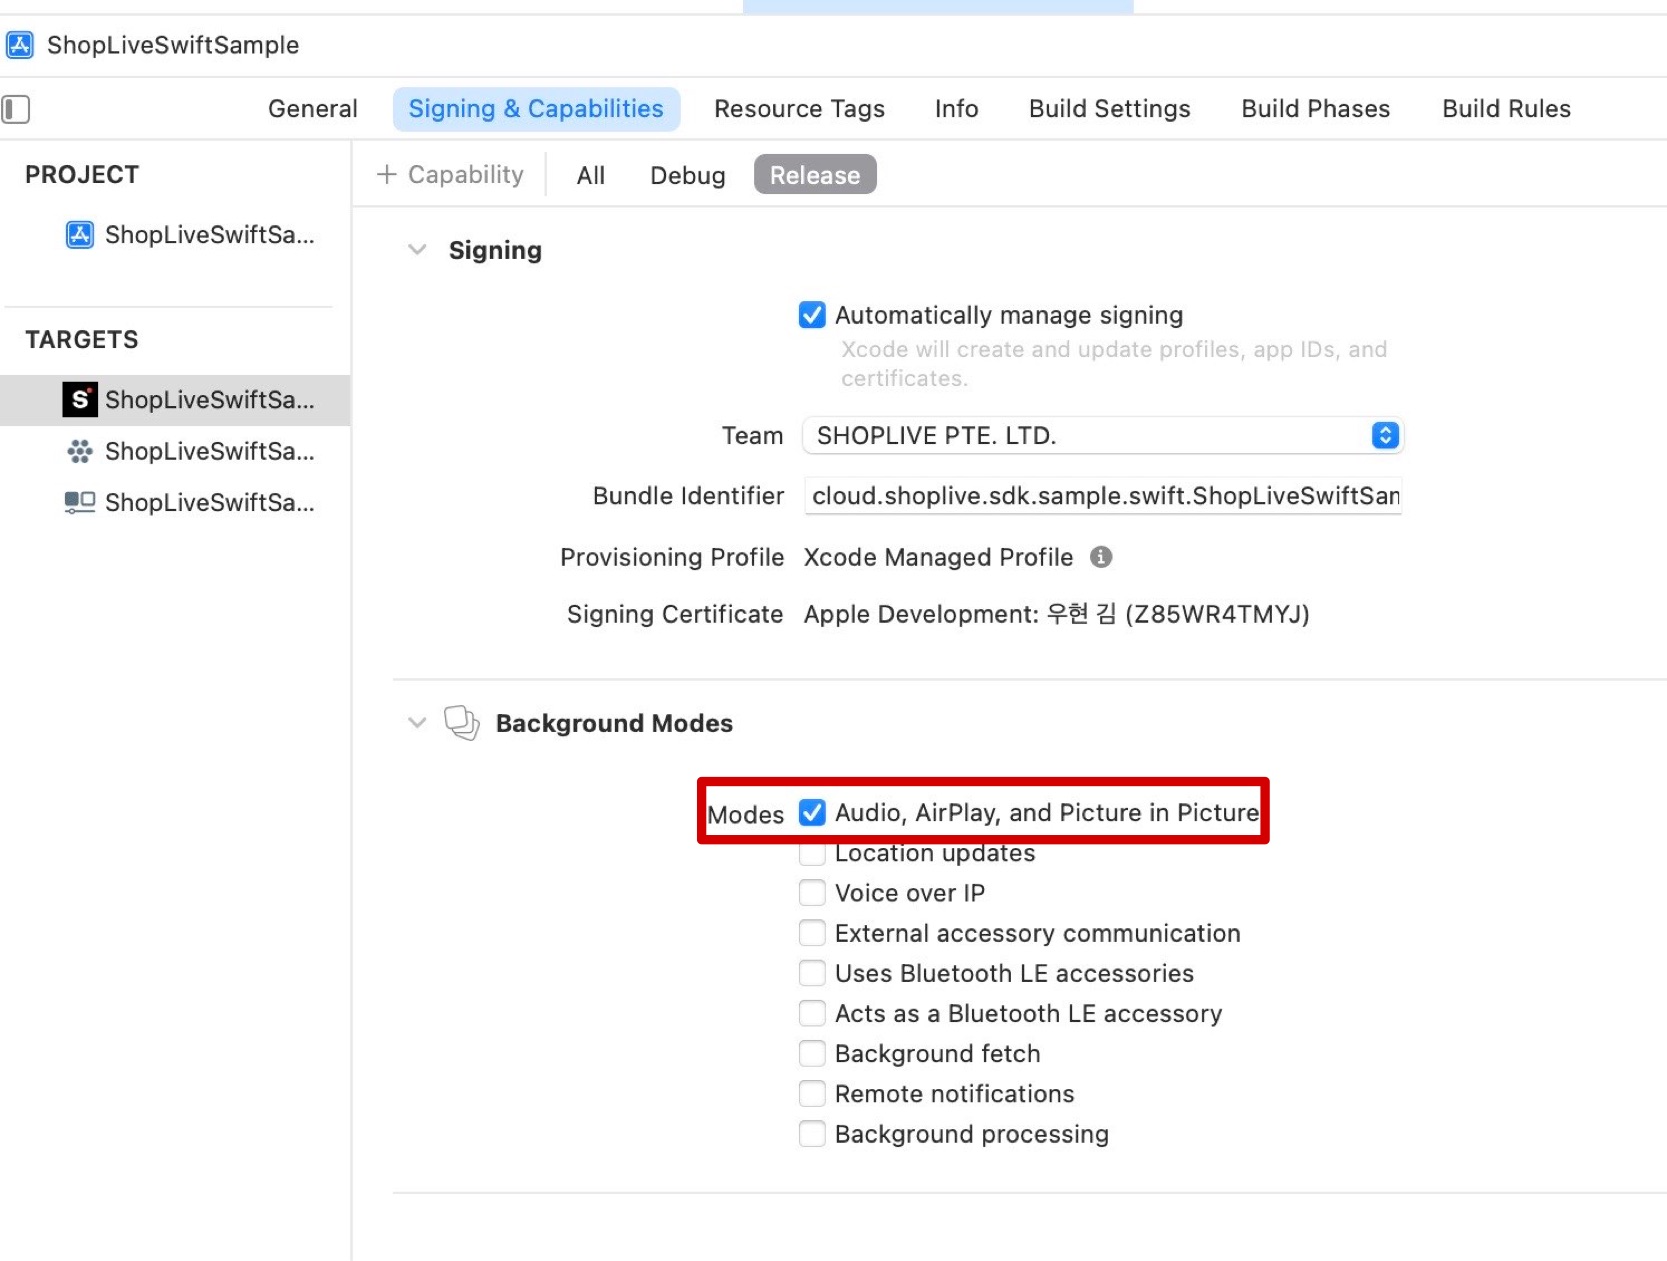 ShopLiveSwiftSample
General Signing & Capabilities Resource Tags Info Build Settings Build Phases Build Rules
PROJECT
ShopLiveSwiftSa...
TARGETS
ShopLiveSwiftSa...
ShopLiveSwiftSa...
ShopLiveSwiftSa...
+ Capability All Debug Release
Signing
Automatically manage signing
Xcode will create and update profiles, app IDs, and
certificates.
Team SHOPLIVE PTE. LTD.
Bundle Identifier cloud.shoplive.sdk.sample.swift.ShopLiveSwiftSan
Provisioning Profile Xcode Managed Profile
Signing Certificate Apple Development: 우현 김 (Z85WR4TMYJ)
Background Modes
Modes Audio, AirPlay, and Picture in Picture
Location updates
Voice over IP
External accessory communication
Uses Bluetooth LE accessories
Acts as a Bluetooth LE accessory
Background fetch
Remote notifications
Background processing